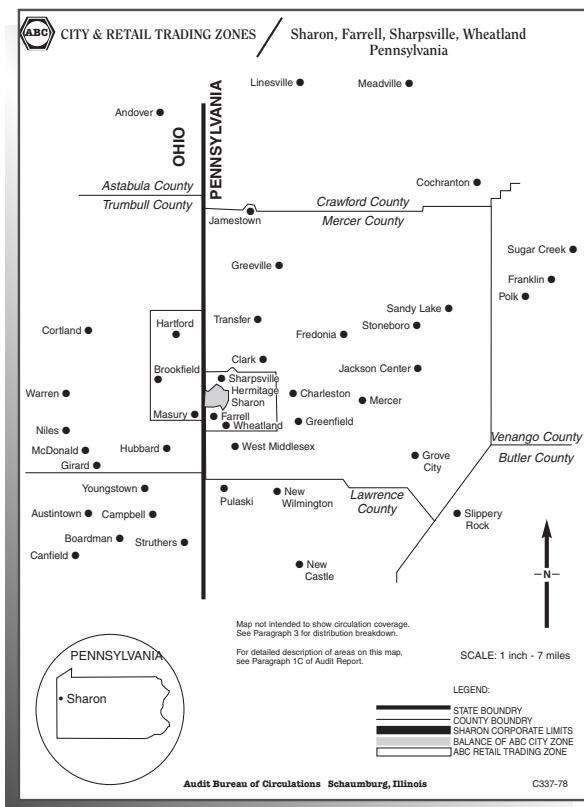 ABC CITY & RETAIL TRADING ZONES
Sharon, Farrell, Sharpsville, Wheatland
Pennsylvania
Linesville
Meadville
Andover
OHIO
PENNSYLVANIA
Astabula County
Trumbull County
Cochranton
Crawford County
Mercer County
Jamestown
Sugar Creek
Greeville
Franklin
Polk
Sandy Lake
Stoneboro
Transfer
Fredonia
Hartford
Cortland
Clark
Jackson Center
Brookfield
Sharpsville
Hermitage
Sharon
Charleston
Mercer
Warren
Masury
Farrell
Wheatland
Greenfield
Niles
McDonald
Girard
Hubbard
West Middlesex
Grove
City
Venango County
Butler County
Youngstown
Pulaski
New
Wilmington
Lawrence
County
Austintown
Campbell
Slippery
Rock
Boardman
Struthers
Canfield
New
Castle
N
Map not intended to show circulation coverage.
See Paragraph 3 for distribution breakdown.
For detailed description of areas on this map,
see Paragraph 1C of Audit Report.
SCALE: 1 inch - 7 miles
PENNSYLVANIA
Sharon
LEGEND:
STATE BOUNDRY
COUNTY BOUNDRY
SHARON CORPORATE LIMITS
BALANCE OF ABC CITY ZONE
ABC RETAIL TRADING ZONE
Audit Bureau of Circulations Schaumburg, Illinois
C337-78